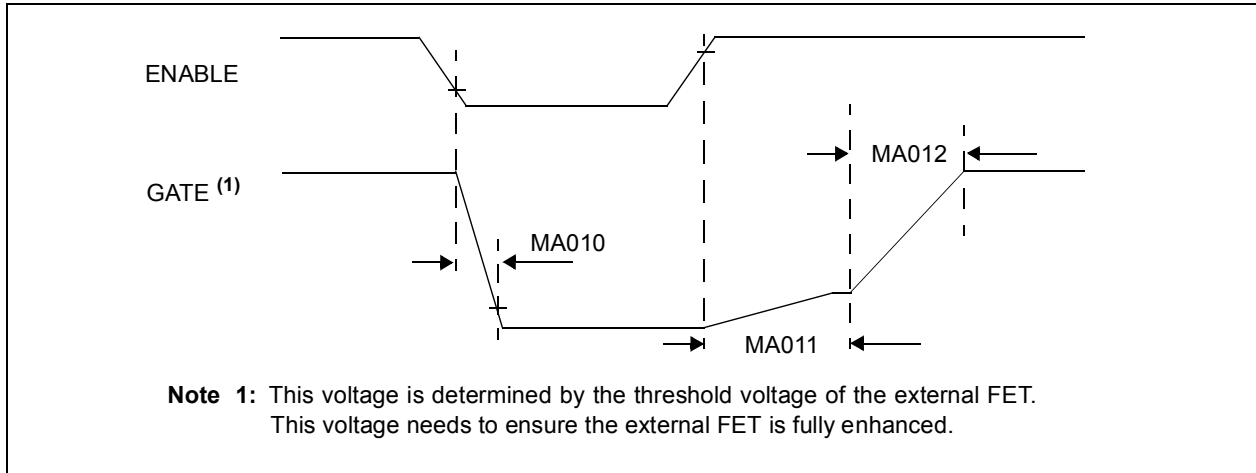 ENABLE
MA012
GATE (1)
MA010
MA011
Note 1: This voltage is determined by the threshold voltage of the external FET.
This voltage needs to ensure the external FET is fully enhanced.